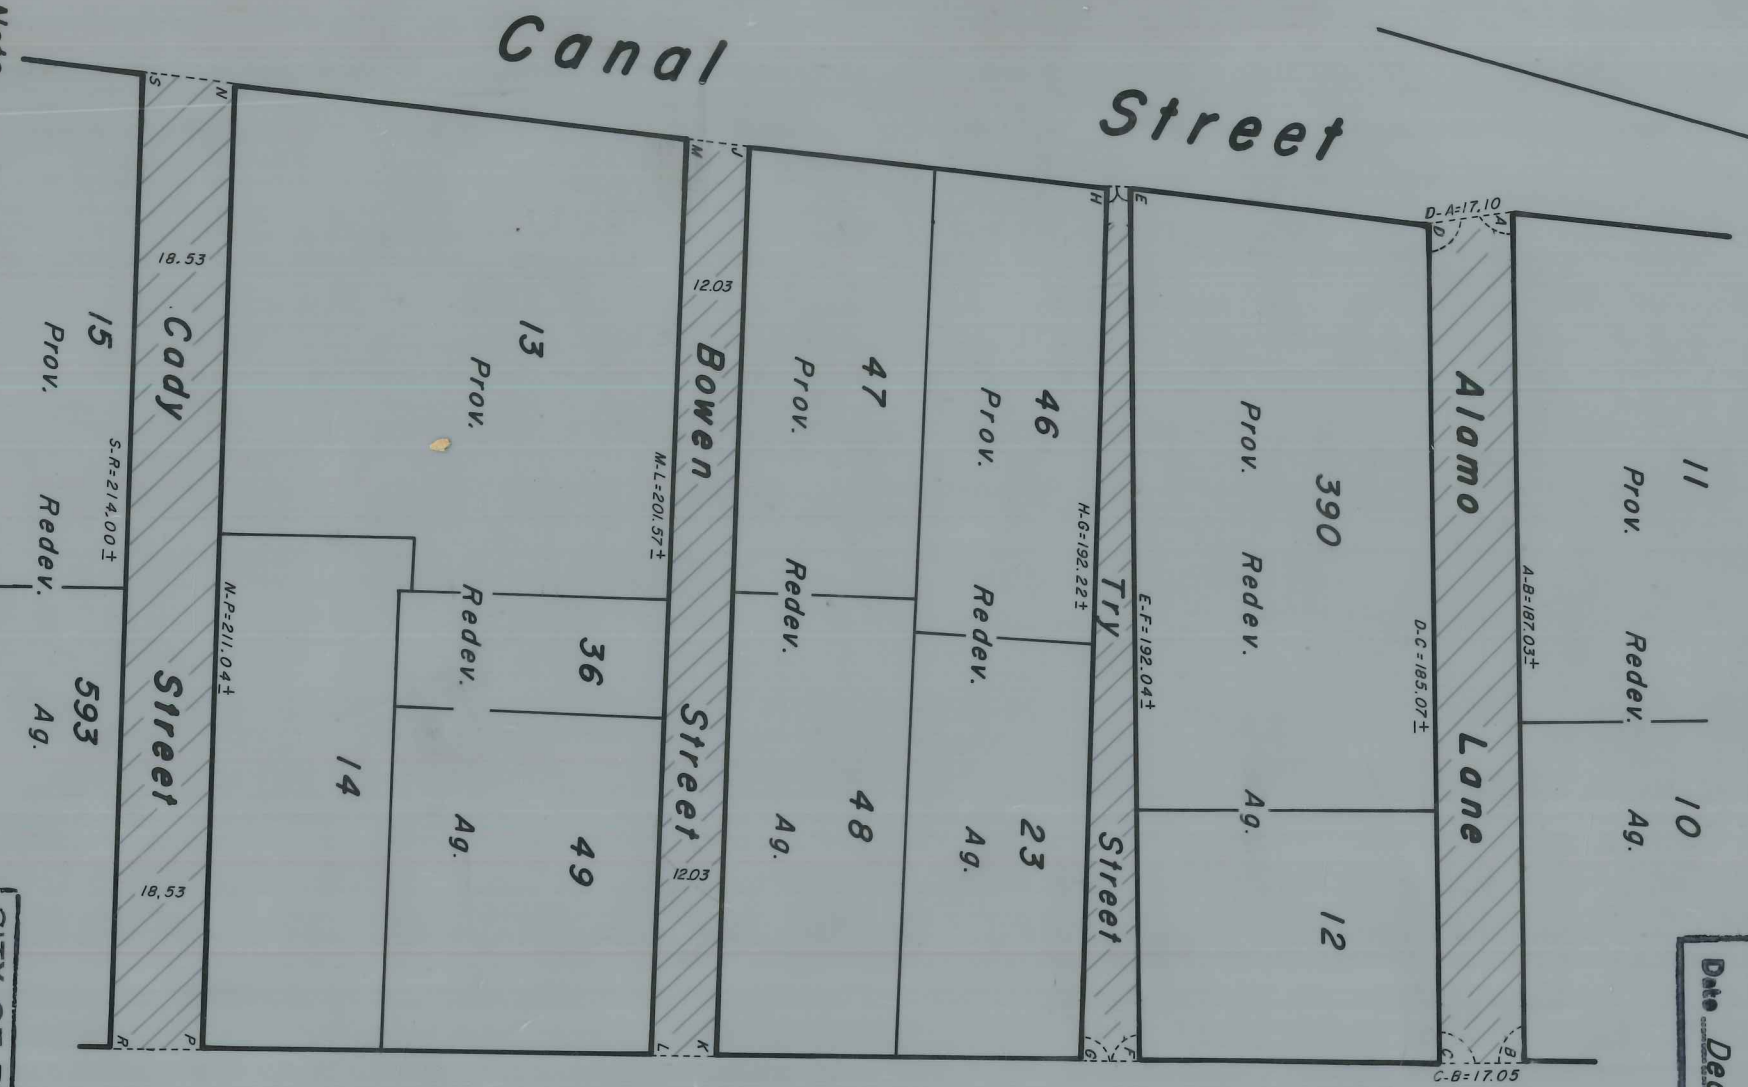 Canal Street
D-A=17.10
S
N
M
J
H
E
D
A
Cady Street
18.53
18,53
Bowen Street
12.03
12.03
Try Street
Alamo Lane
15
Prov. Redev. Ag.
593
S-R=214.00±
N-P=211.04±
13
Prov. Redev. Ag.
36
14
49
M-L=201.57±
47
Prov. Redev. Ag.
48
46
Prov. Redev. Ag.
23
H-G=192.22±
E-F=192.04±
390
Prov. Redev. Ag.
12
D-C=185.07±
A-B=187.03±
11
Prov. Redev. Ag.
10
R
P
L
K
G
F
C
B
C-B=17.05
Date